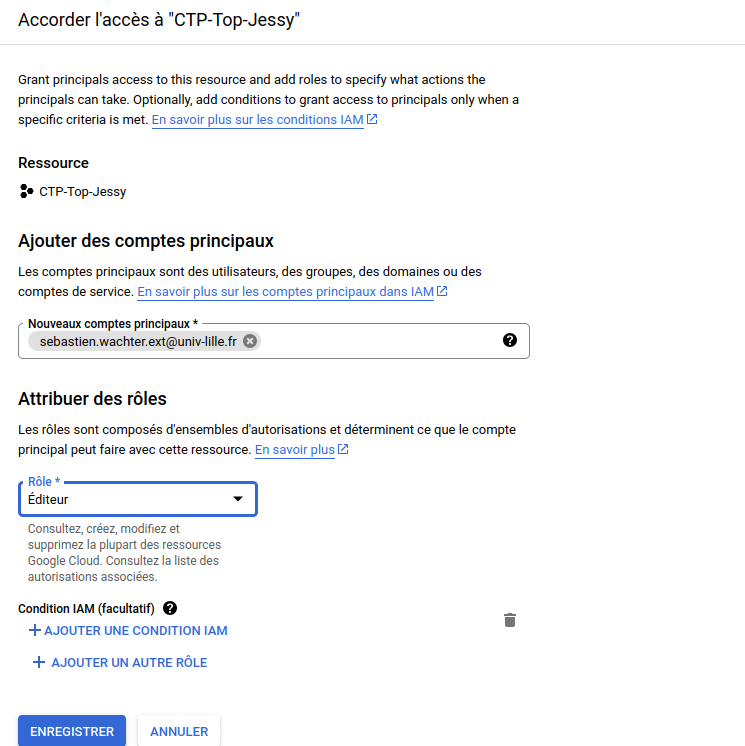 Accorder l'accès à "CTP-Top-Jessy"
Grant principals access to this resource and add roles to specify what actions the
principals can take. Optionally, add conditions to grant access to principals only when a
specific criteria is met. En savoir plus sur les conditions IAM
Ressource
CTP-Top-Jessy
Ajouter des comptes principaux
Les comptes principaux sont des utilisateurs, des groupes, des domaines ou des
comptes de service. En savoir plus sur les comptes principaux dans IAM
Nouveaux comptes principaux *
sebastien.wachter.ext@univ-lille.fr
Attribuer des rôles
Les rôles sont composés d'ensembles d'autorisations et déterminent ce que le compte
principal peut faire avec cette ressource. En savoir plus
Rôle *
Éditeur
Consultez, créez, modifiez et
supprimez la plupart des ressources
Google Cloud. Consultez la liste des
autorisations associées.
Condition IAM (facultatif) ?
+ AJOUTER UNE CONDITION IAM
+ AJOUTER UN AUTRE RÔLE
ENREGISTRER
ANNULER